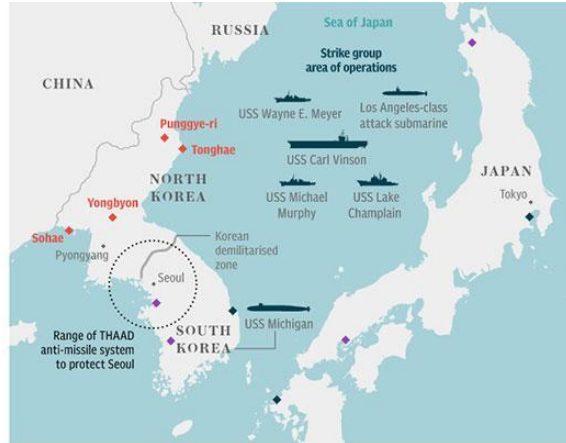 Sea of Japan
RUSSIA
Strike group
area of operations
CHINA
USS Wayne E. Meyer
Los Angeles-class
attack submarine
Punggye-ri
Tonghae
USS Carl Vinson
NORTH
KOREA
JAPAN
USS Michael
Murphy
USS Lake
Champlain
Tokyo
Yongbyon
Sohae
Pyongyang
Korean
demilitarised
zone
Seoul
USS Michigan
Range of THAAD
anti-missile system
to protect Seoul
SOUTH
KOREA